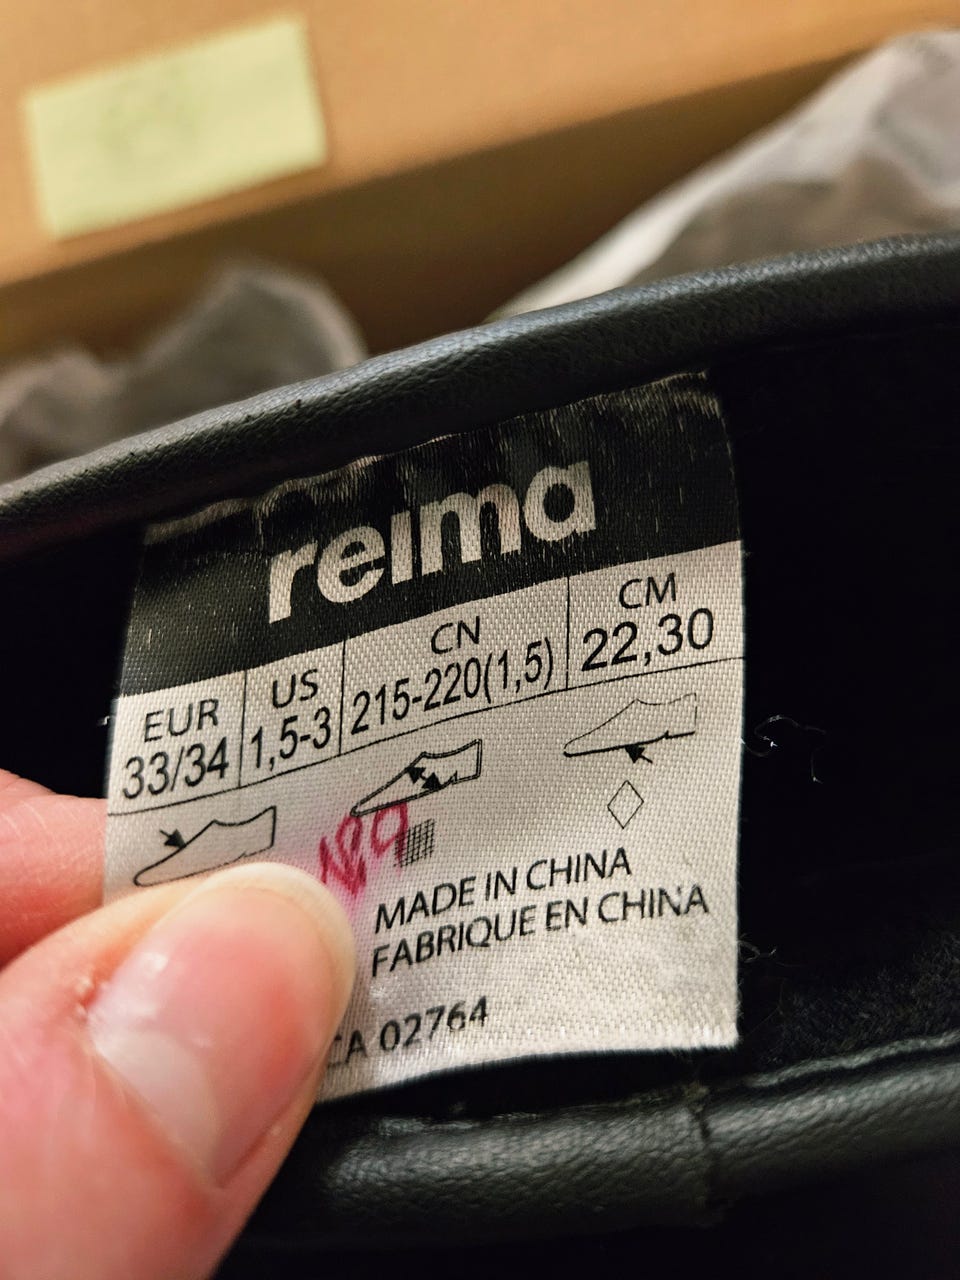 reima
EUR US CN CM
33/34 1,5-3 215-220(1,5) 22,30
MADE IN CHINA
FABRIQUE EN CHINA
CA 02764